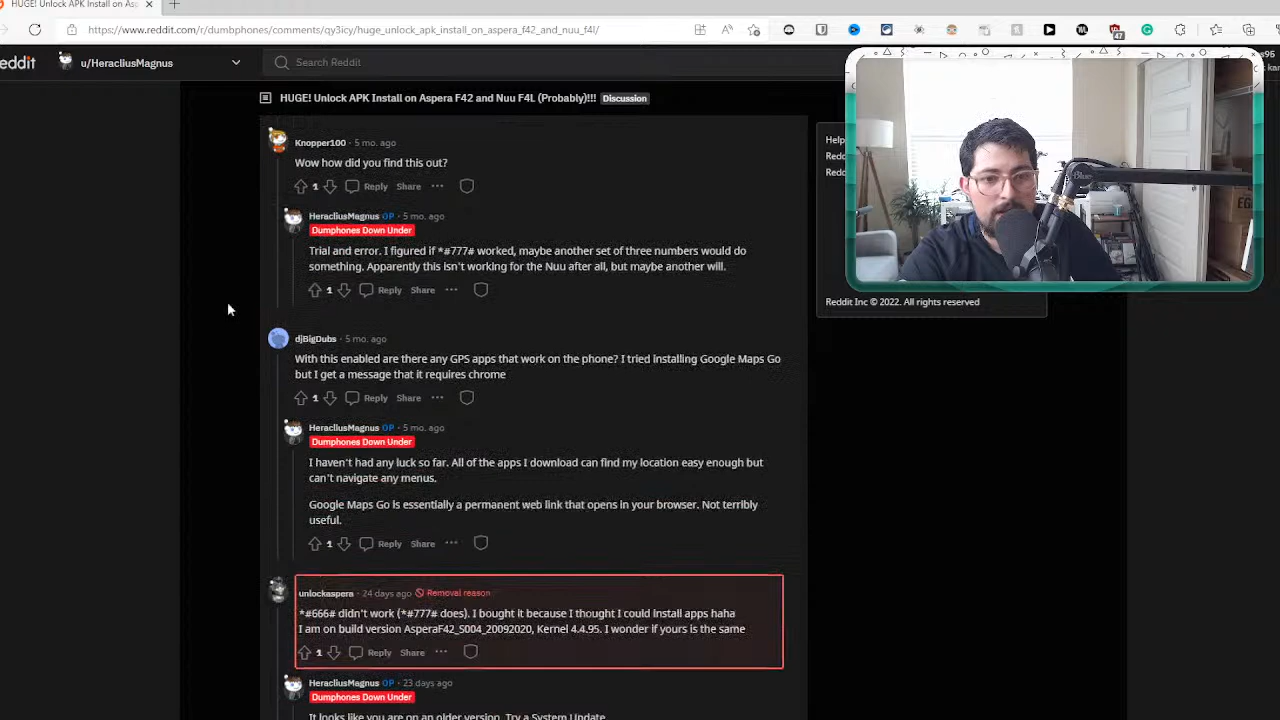 HUGE! Unlock APK Install on Asp
https://www.reddit.com/r/dumbphones/comments/qy3icy/huge_unlock_apk_install_on_aspera_f42_and_nuu_f4l/
47
reddit
u/HeracliusMagnus
Search Reddit
HUGE! Unlock APK Install on Aspera F42 and Nuu F4L (Probably)!!! Discussion
Knopper100 · 5 mo. ago
Wow how did you find this out?
1 Reply Share ···
HeracliusMagnus OP · 5 mo. ago
Dumphones Down Under
Trial and error. I figured if *#777# worked, maybe another set of three numbers would do
something. Apparently this isn't working for the Nuu after all, but maybe another will.
1 Reply Share ···
djBigDubs · 5 mo. ago
With this enabled are there any GPS apps that work on the phone? I tried installing Google Maps Go
but I get a message that it requires chrome
1 Reply Share ···
HeracliusMagnus OP · 5 mo. ago
Dumphones Down Under
I haven't had any luck so far. All of the apps I download can find my location easy enough but
can't navigate any menus.
Google Maps Go is essentially a permanent web link that opens in your browser. Not terribly
useful.
1 Reply Share ···
unlockaspera · 24 days ago Removal reason
*#666# didn't work (*#777# does). I bought it because I thought I could install apps haha
I am on build version AsperaF42_S004_20092020, Kernel 4.4.95. I wonder if yours is the same
1 Reply Share ···
HeracliusMagnus OP · 23 days ago
Dumphones Down Under
It looks like you are on an older version. Try a System Update
Help
Redd
Redd
Reddit Inc © 2022. All rights reserved
Blue